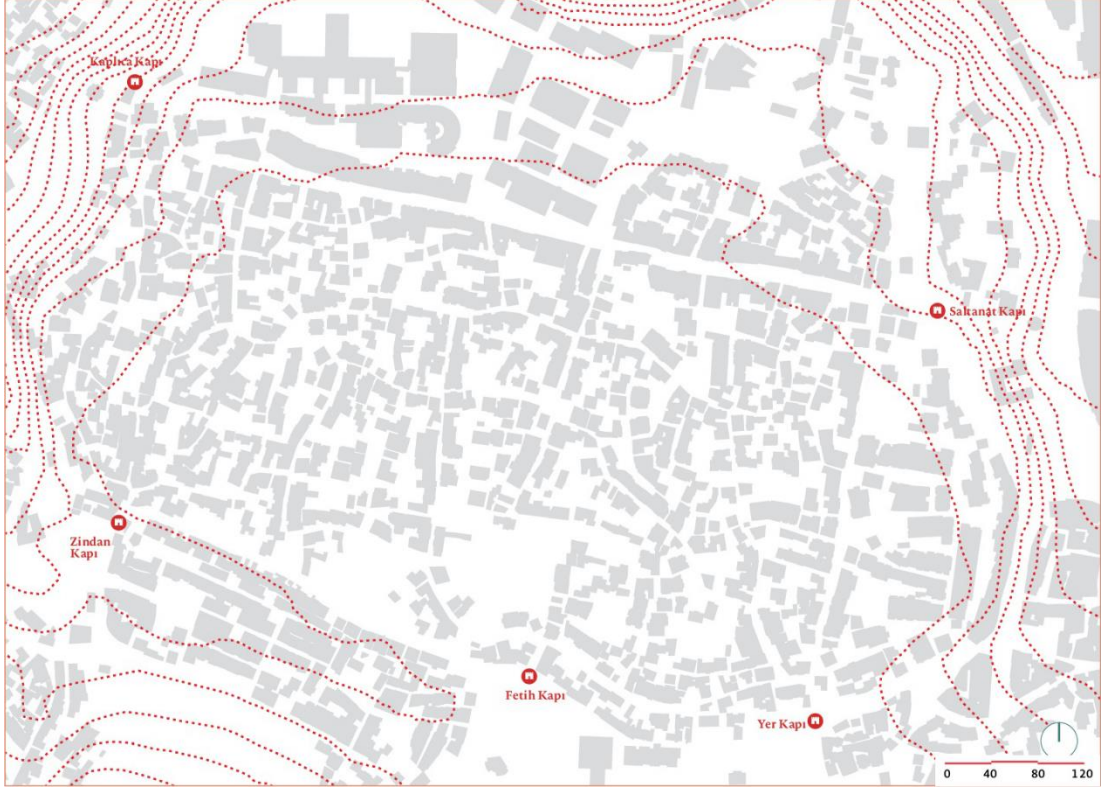 Kaplıca Kapı
Saltanat Kapı
Zindan
Kapı
Fetih Kapı
Yer Kapı
0 40 80 120